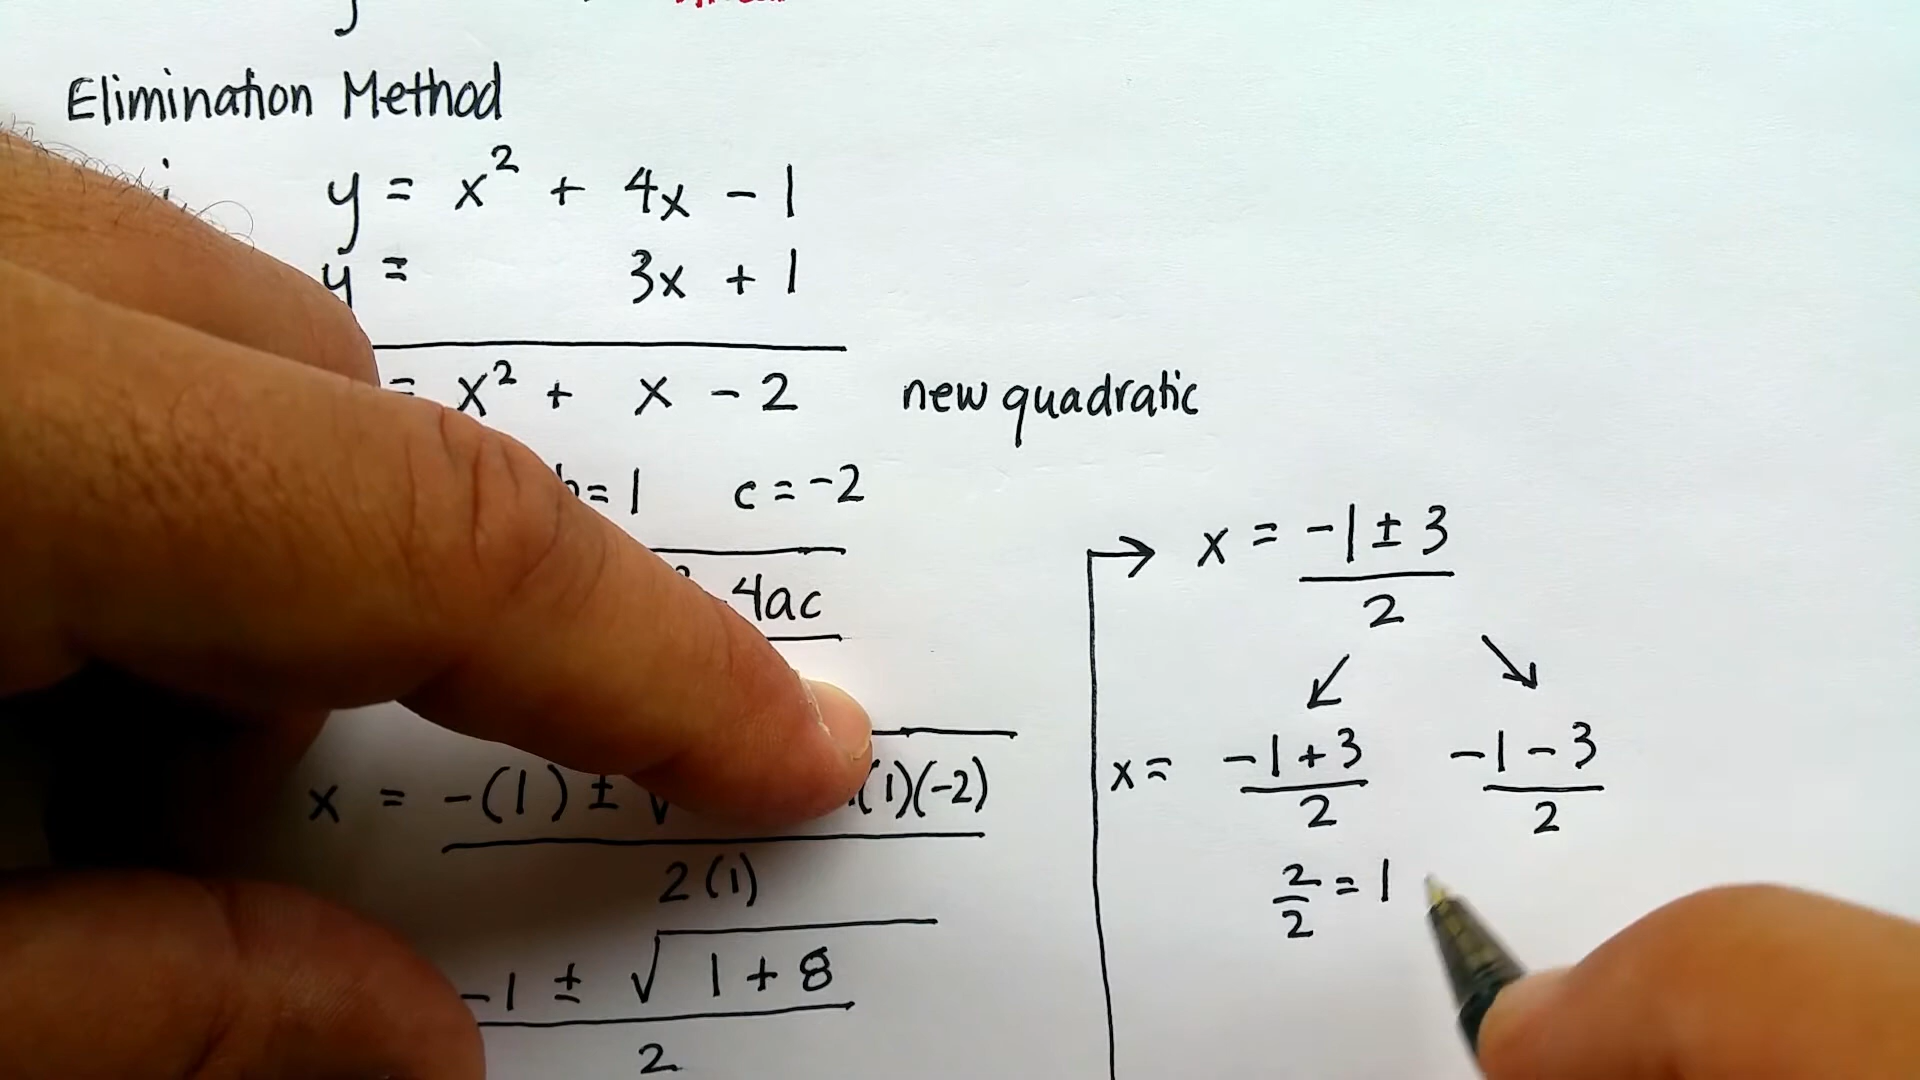 Elimination Method
y = x² + 4x - 1
y = 3x + 1
= x² + x - 2 new quadratic
b = 1 c = -2
4ac
x = -(1) ± √ (1)(-2)
2(1)
-1 ± √ 1 + 8
2
→ x = -1 ± 3
2
↙ ↘
x = -1 + 3 -1 - 3
2 2
2/2 = 1